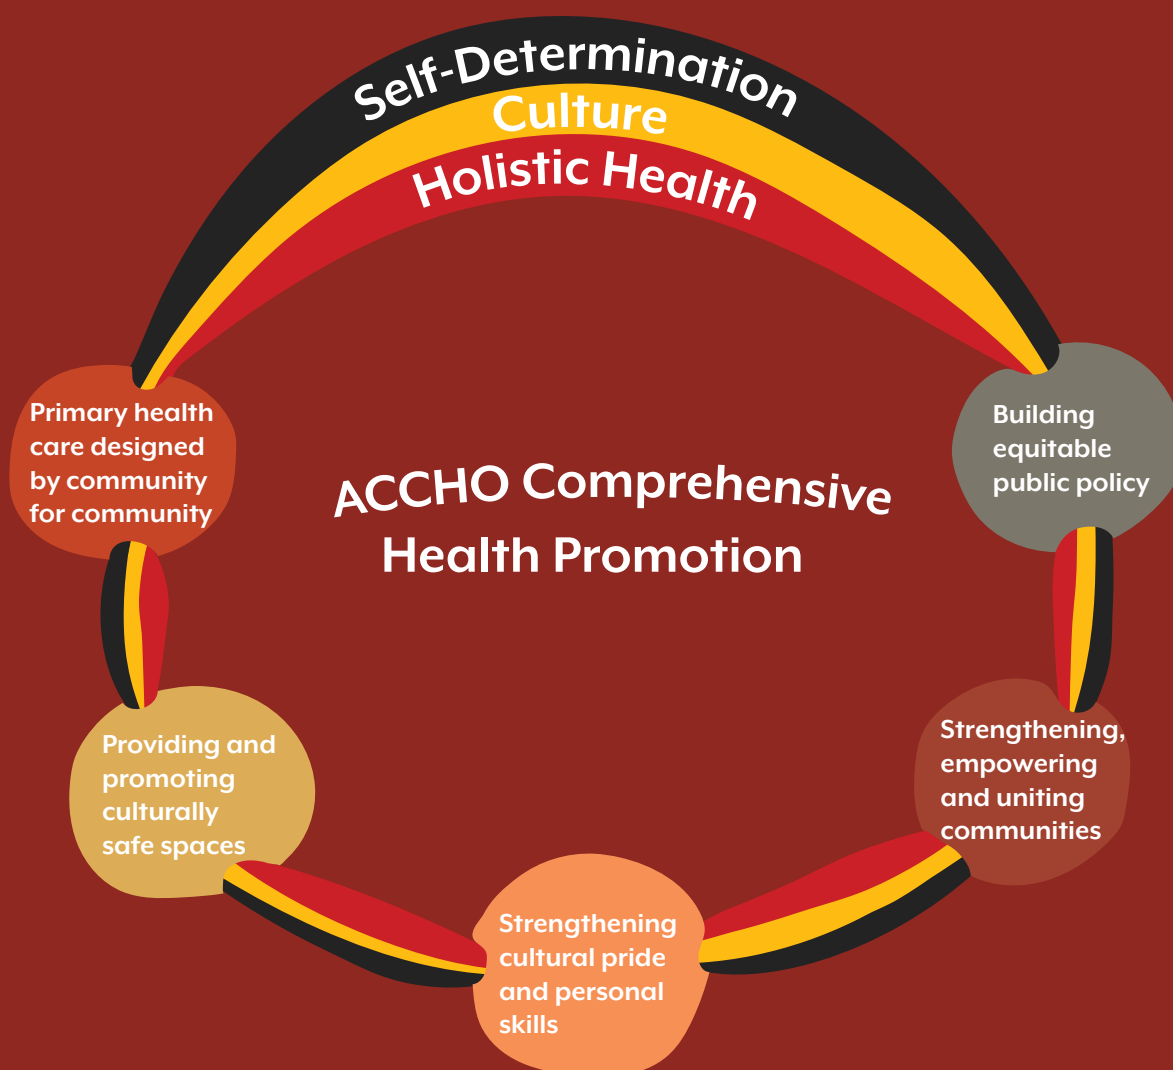 Self-Determination
Culture
Holistic Health
Primary health
care designed
by community
for community
Building
equitable
public policy
ACCHO Comprehensive
Health Promotion
Providing and
promoting
culturally
safe spaces
Strengthening,
empowering
and uniting
communities
Strengthening
cultural pride
and personal
skills